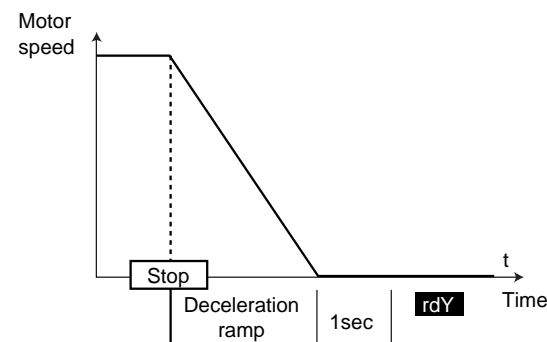 Motor
speed
t
Stop
Time
Deceleration
ramp
1sec
rdY